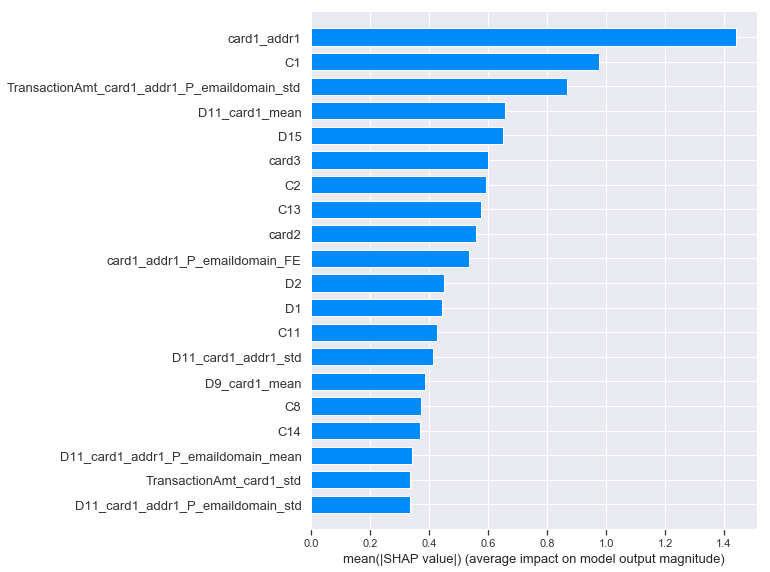 card1_addr1
C1
TransactionAmt_card1_addr1_P_emaildomain_std
D11_card1_mean
D15
card3
C2
C13
card2
card1_addr1_P_emaildomain_FE
D2
D1
C11
D11_card1_addr1_std
D9_card1_mean
C8
C14
D11_card1_addr1_P_emaildomain_mean
TransactionAmt_card1_std
D11_card1_addr1_P_emaildomain_std
0.0 0.2 0.4 0.6 0.8 1.0 1.2 1.4
mean(|SHAP value|) (average impact on model output magnitude)